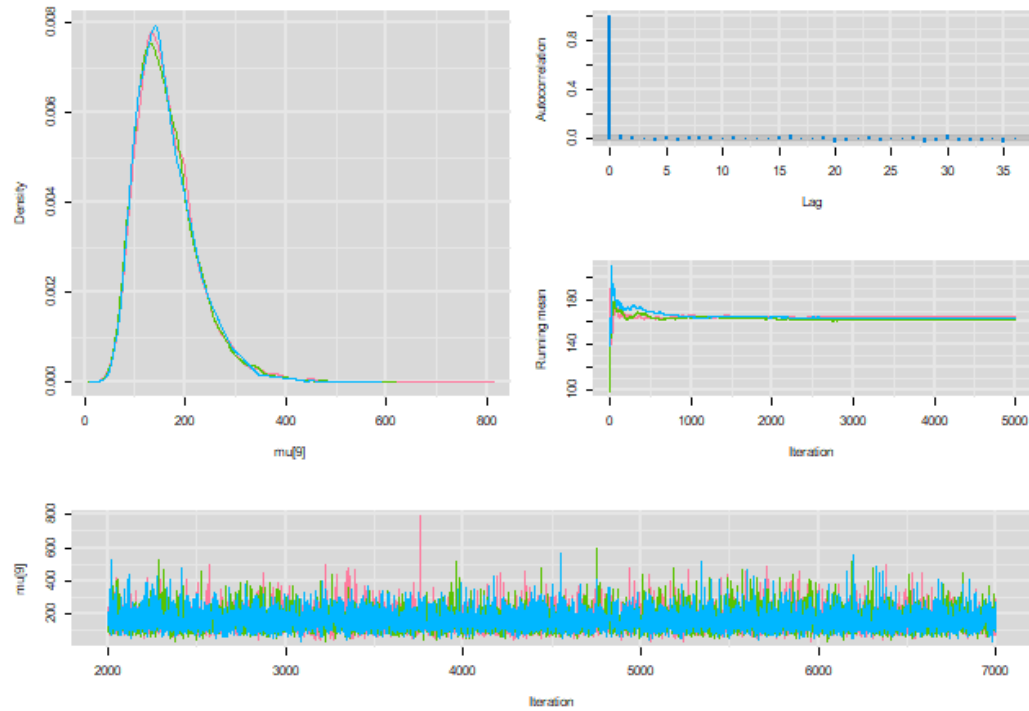 Density
0.000 0.002 0.004 0.006 0.008
0 200 400 600 800
mu[9]
Autocorrelation
0.0 0.4 0.8
0 5 10 15 20 25 30 35
Lag
Running mean
100 140 180
0 1000 2000 3000 4000 5000
Iteration
mu[9]
200 400 600 800
2000 3000 4000 5000 6000 7000
Iteration